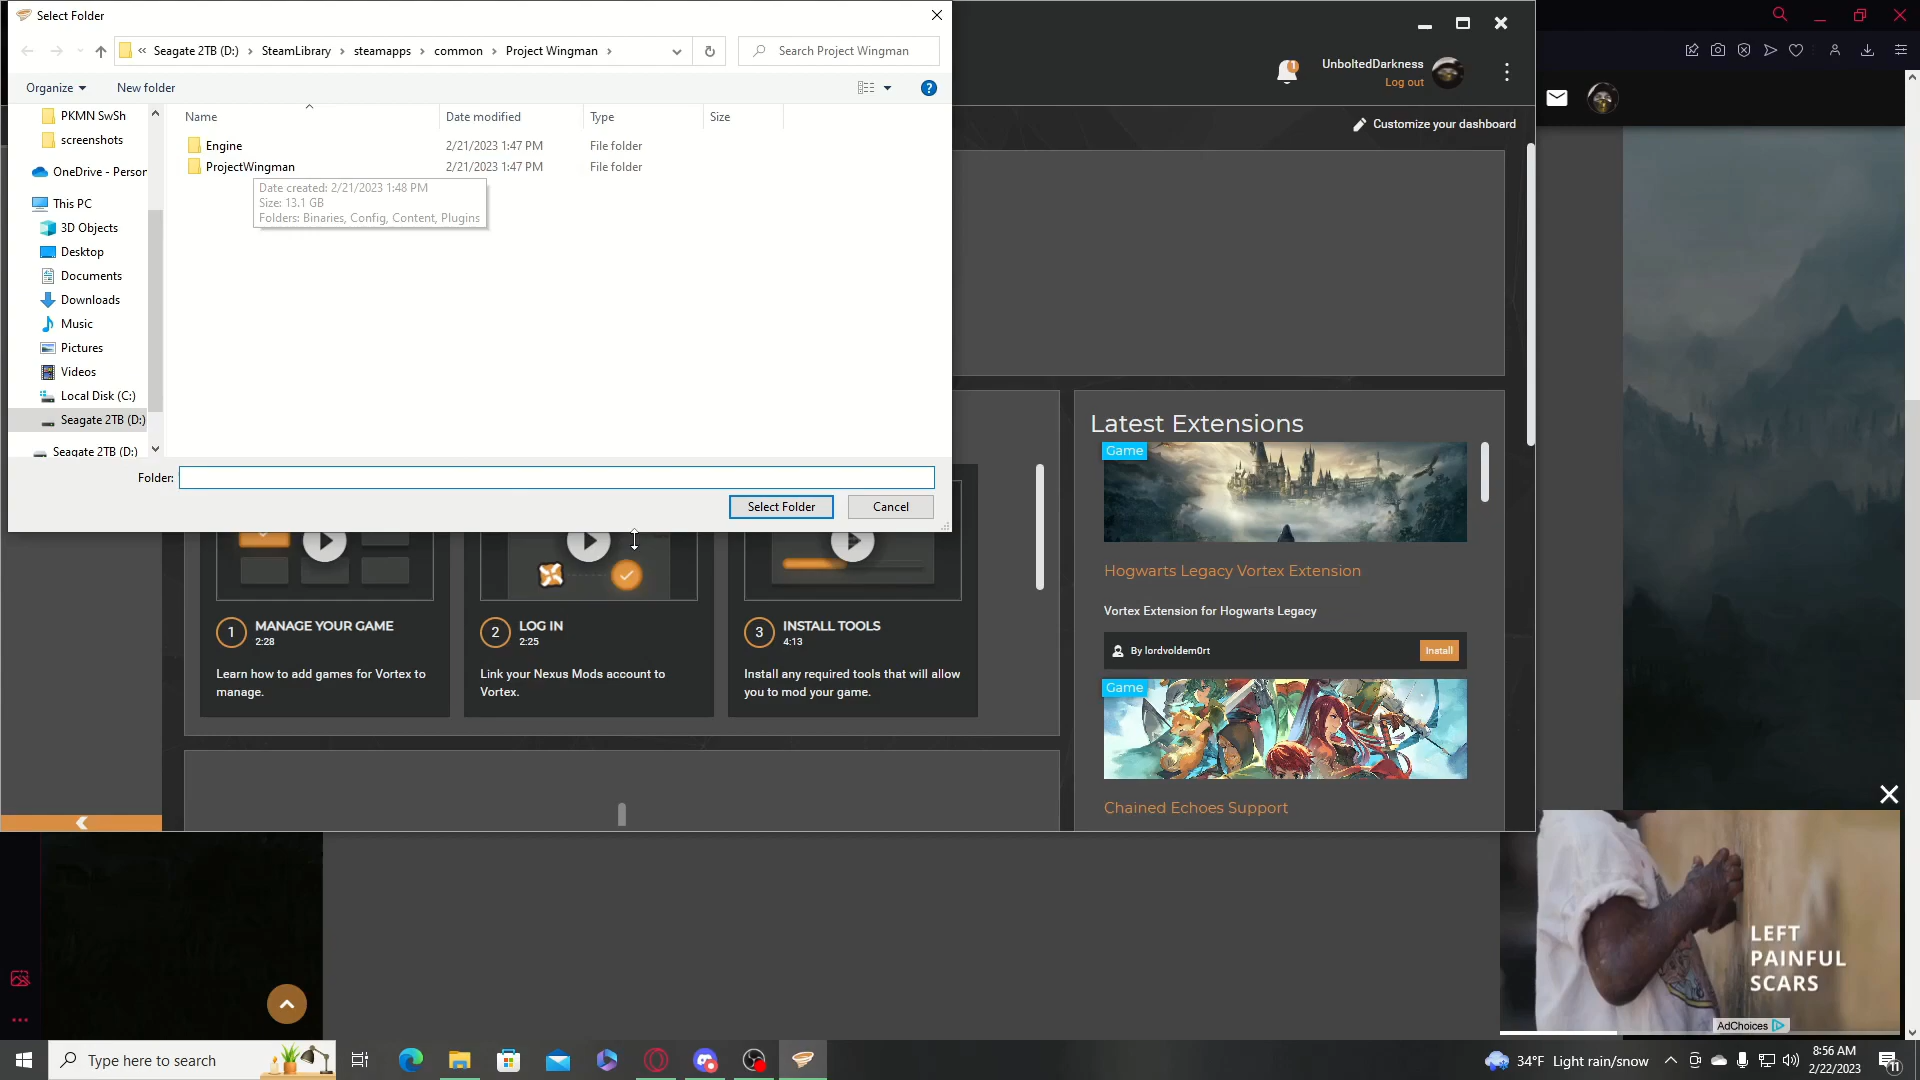 Select Folder
« Seagate 2TB (D:) › SteamLibrary › steamapps › common › Project Wingman ›
Search Project Wingman
Organize
New folder
PKMN SwSh
screenshots
OneDrive - Person
This PC
3D Objects
Desktop
Documents
Downloads
Music
Pictures
Videos
Local Disk (C:)
Seagate 2TB (D:)
Seagate 2TB (D:)
Name
Date modified
Type
Size
Engine
2/21/2023 1:47 PM
File folder
ProjectWingman
2/21/2023 1:47 PM
File folder
Date created: 2/21/2023 1:48 PM
Size: 13.1 GB
Folders: Binaries, Config, Content, Plugins
Folder:
Select Folder
Cancel
1
UnboltedDarkness
Log out
Customize your dashboard
1
MANAGE YOUR GAME
2:28
Learn how to add games for Vortex to
manage.
2
LOG IN
2:25
Link your Nexus Mods account to
Vortex.
3
INSTALL TOOLS
4:13
Install any required tools that will allow
you to mod your game.
Latest Extensions
Game
Hogwarts Legacy Vortex Extension
Vortex Extension for Hogwarts Legacy
By lordvoldem0rt
Install
Game
Chained Echoes Support
LEFT
PAINFUL
SCARS
AdChoices
Type here to search
34°F Light rain/snow
8:56 AM
2/22/2023
11